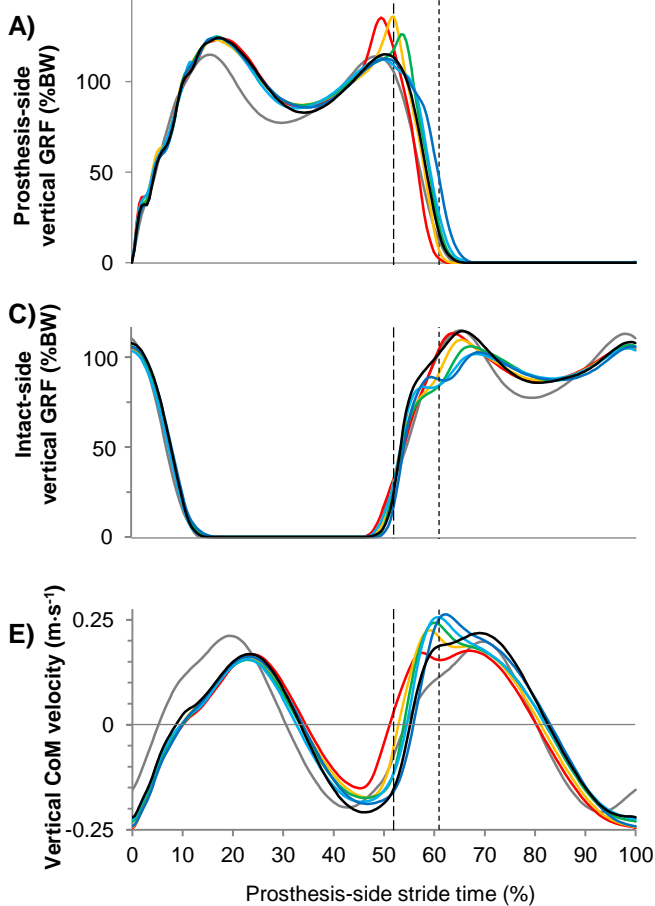 A)
Prosthesis-side
vertical GRF (%BW)
100
50
0
C)
Intact-side
vertical GRF (%BW)
100
50
0
E)
Vertical CoM velocity (m·s⁻¹)
0.25
0
-0.25
0 10 20 30 40 50 60 70 80 90 100
Prosthesis-side stride time (%)